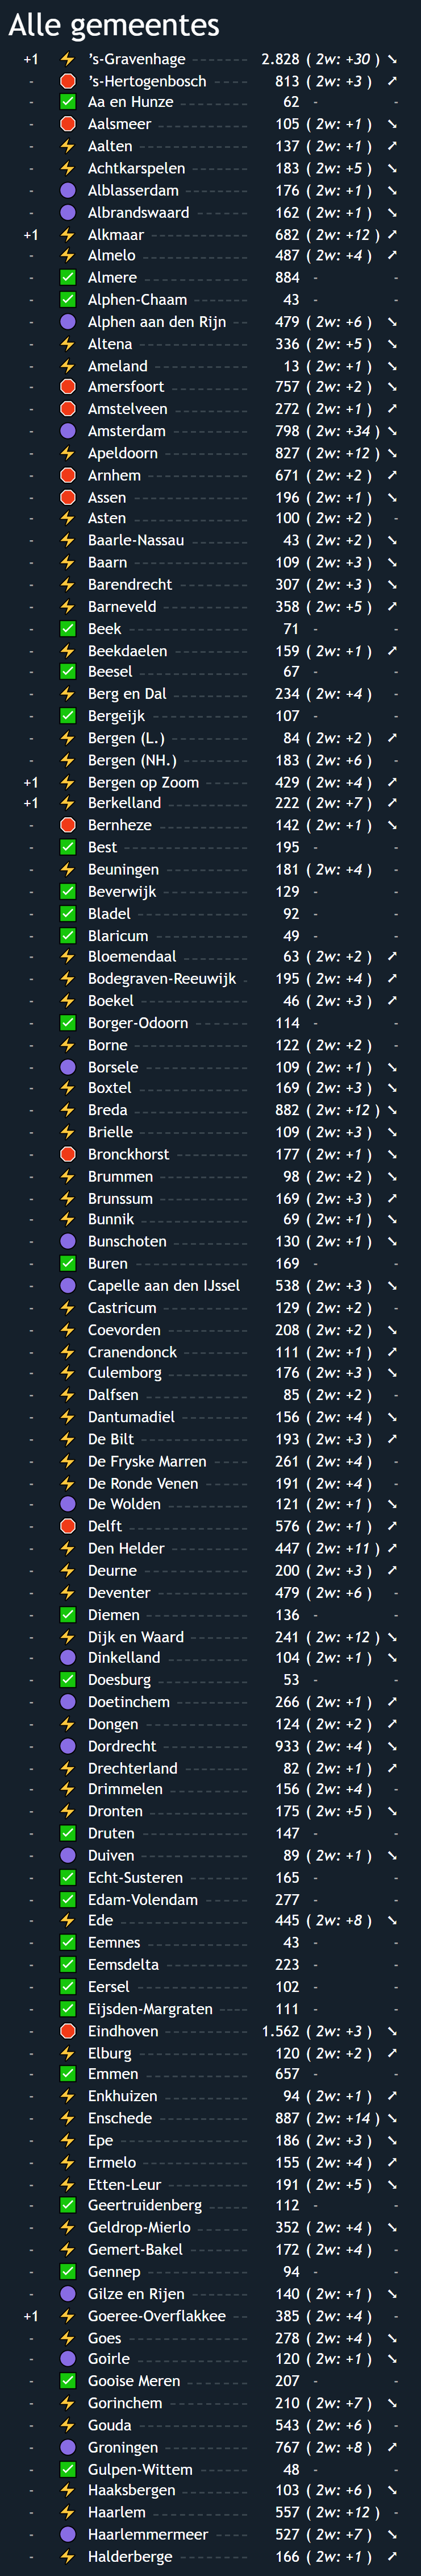 Alle gemeentes
+1 ⚡ ’s-Gravenhage 2.828 ( 2w: +30 ) ➘
- 🛑 ’s-Hertogenbosch 813 ( 2w: +3 ) ➚
- ✅ Aa en Hunze 62 - -
- 🛑 Aalsmeer 105 ( 2w: +1 ) ➘
- ⚡ Aalten 137 ( 2w: +1 ) ➚
- ⚡ Achtkarspelen 183 ( 2w: +5 ) ➘
- 🟣 Alblasserdam 176 ( 2w: +1 ) ➘
- 🟣 Albrandswaard 162 ( 2w: +1 ) ➘
+1 ⚡ Alkmaar 682 ( 2w: +12 ) ➚
- ⚡ Almelo 487 ( 2w: +4 ) ➚
- ✅ Almere 884 - -
- ✅ Alphen-Chaam 43 - -
- 🟣 Alphen aan den Rijn 479 ( 2w: +6 ) ➘
- ⚡ Altena 336 ( 2w: +5 ) ➘
- ⚡ Ameland 13 ( 2w: +1 ) ➘
- 🛑 Amersfoort 757 ( 2w: +2 ) ➘
- 🛑 Amstelveen 272 ( 2w: +1 ) ➚
- 🟣 Amsterdam 798 ( 2w: +34 ) ➘
- ⚡ Apeldoorn 827 ( 2w: +12 ) ➘
- 🛑 Arnhem 671 ( 2w: +2 ) ➚
- 🛑 Assen 196 ( 2w: +1 ) ➘
- ⚡ Asten 100 ( 2w: +2 ) -
- ⚡ Baarle-Nassau 43 ( 2w: +2 ) ➘
- ⚡ Baarn 109 ( 2w: +3 ) ➘
- ⚡ Barendrecht 307 ( 2w: +3 ) ➘
- ⚡ Barneveld 358 ( 2w: +5 ) ➚
- ✅ Beek 71 - -
- ⚡ Beekdaelen 159 ( 2w: +1 ) ➚
- ✅ Beesel 67 - -
- ⚡ Berg en Dal 234 ( 2w: +4 ) -
- ✅ Bergeijk 107 - -
- ⚡ Bergen (L.) 84 ( 2w: +2 ) ➚
- ⚡ Bergen (NH.) 183 ( 2w: +6 ) -
+1 ⚡ Bergen op Zoom 429 ( 2w: +4 ) ➚
+1 ⚡ Berkelland 222 ( 2w: +7 ) ➚
- 🛑 Bernheze 142 ( 2w: +1 ) ➘
- ✅ Best 195 - -
- ⚡ Beuningen 181 ( 2w: +4 ) -
- ✅ Beverwijk 129 - -
- ✅ Bladel 92 - -
- ✅ Blaricum 49 - -
- ⚡ Bloemendaal 63 ( 2w: +2 ) ➚
- ⚡ Bodegraven-Reeuwijk 195 ( 2w: +4 ) ➚
- ⚡ Boekel 46 ( 2w: +3 ) ➚
- ✅ Borger-Odoorn 114 - -
- ⚡ Borne 122 ( 2w: +2 ) -
- 🟣 Borsele 109 ( 2w: +1 ) ➘
- ⚡ Boxtel 169 ( 2w: +3 ) ➘
- ⚡ Breda 882 ( 2w: +12 ) ➘
- ⚡ Brielle 109 ( 2w: +3 ) ➘
- 🛑 Bronckhorst 177 ( 2w: +1 ) ➘
- ⚡ Brummen 98 ( 2w: +2 ) ➘
- ⚡ Brunssum 169 ( 2w: +3 ) ➚
- ⚡ Bunnik 69 ( 2w: +1 ) ➘
- 🟣 Bunschoten 130 ( 2w: +1 ) ➘
- ✅ Buren 169 - -
- 🟣 Capelle aan den IJssel 538 ( 2w: +3 ) ➘
- ⚡ Castricum 129 ( 2w: +2 ) -
- ⚡ Coevorden 208 ( 2w: +2 ) ➘
- ⚡ Cranendonck 111 ( 2w: +1 ) ➚
- ⚡ Culemborg 176 ( 2w: +3 ) ➘
- ⚡ Dalfsen 85 ( 2w: +2 ) -
- ⚡ Dantumadiel 156 ( 2w: +4 ) ➘
- ⚡ De Bilt 193 ( 2w: +3 ) ➚
- ⚡ De Fryske Marren 261 ( 2w: +4 ) -
- ⚡ De Ronde Venen 191 ( 2w: +4 ) -
- 🟣 De Wolden 121 ( 2w: +1 ) ➘
- 🛑 Delft 576 ( 2w: +1 ) ➚
- ⚡ Den Helder 447 ( 2w: +11 ) ➚
- ⚡ Deurne 200 ( 2w: +3 ) ➚
- ⚡ Deventer 479 ( 2w: +6 ) -
- ✅ Diemen 136 - -
- ⚡ Dijk en Waard 241 ( 2w: +12 ) ➘
- 🟣 Dinkelland 104 ( 2w: +1 ) ➘
- ✅ Doesburg 53 - -
- 🟣 Doetinchem 266 ( 2w: +1 ) ➚
- ⚡ Dongen 124 ( 2w: +2 ) ➚
- 🟣 Dordrecht 933 ( 2w: +4 ) ➘
- ⚡ Drechterland 82 ( 2w: +1 ) ➚
- ⚡ Drimmelen 156 ( 2w: +4 ) -
- ⚡ Dronten 175 ( 2w: +5 ) ➘
- ✅ Druten 147 - -
- 🟣 Duiven 89 ( 2w: +1 ) ➘
- ✅ Echt-Susteren 165 - -
- ✅ Edam-Volendam 277 - -
- ⚡ Ede 445 ( 2w: +8 ) ➘
- ✅ Eemnes 43 - -
- ✅ Eemsdelta 223 - -
- ✅ Eersel 102 - -
- ✅ Eijsden-Margraten 111 - -
- 🛑 Eindhoven 1.562 ( 2w: +3 ) ➘
- ⚡ Elburg 120 ( 2w: +2 ) ➚
- ✅ Emmen 657 - -
- ⚡ Enkhuizen 94 ( 2w: +1 ) ➚
- ⚡ Enschede 887 ( 2w: +14 ) ➘
- ⚡ Epe 186 ( 2w: +3 ) ➘
- ⚡ Ermelo 155 ( 2w: +4 ) ➚
- ⚡ Etten-Leur 191 ( 2w: +5 ) ➘
- ✅ Geertruidenberg 112 - -
- ⚡ Geldrop-Mierlo 352 ( 2w: +4 ) ➘
- ⚡ Gemert-Bakel 172 ( 2w: +4 ) -
- ✅ Gennep 94 - -
- 🟣 Gilze en Rijen 140 ( 2w: +1 ) ➘
+1 ⚡ Goeree-Overflakkee 385 ( 2w: +4 ) -
- ⚡ Goes 278 ( 2w: +4 ) ➘
- 🟣 Goirle 120 ( 2w: +1 ) ➘
- ✅ Gooise Meren 207 - -
- ⚡ Gorinchem 210 ( 2w: +7 ) ➘
- ⚡ Gouda 543 ( 2w: +6 ) -
- 🟣 Groningen 767 ( 2w: +8 ) ➚
- ✅ Gulpen-Wittem 48 - -
- ⚡ Haaksbergen 103 ( 2w: +6 ) ➘
- ⚡ Haarlem 557 ( 2w: +12 ) -
- 🟣 Haarlemmermeer 527 ( 2w: +7 ) ➘
- ⚡ Halderberge 166 ( 2w: +1 ) ➚